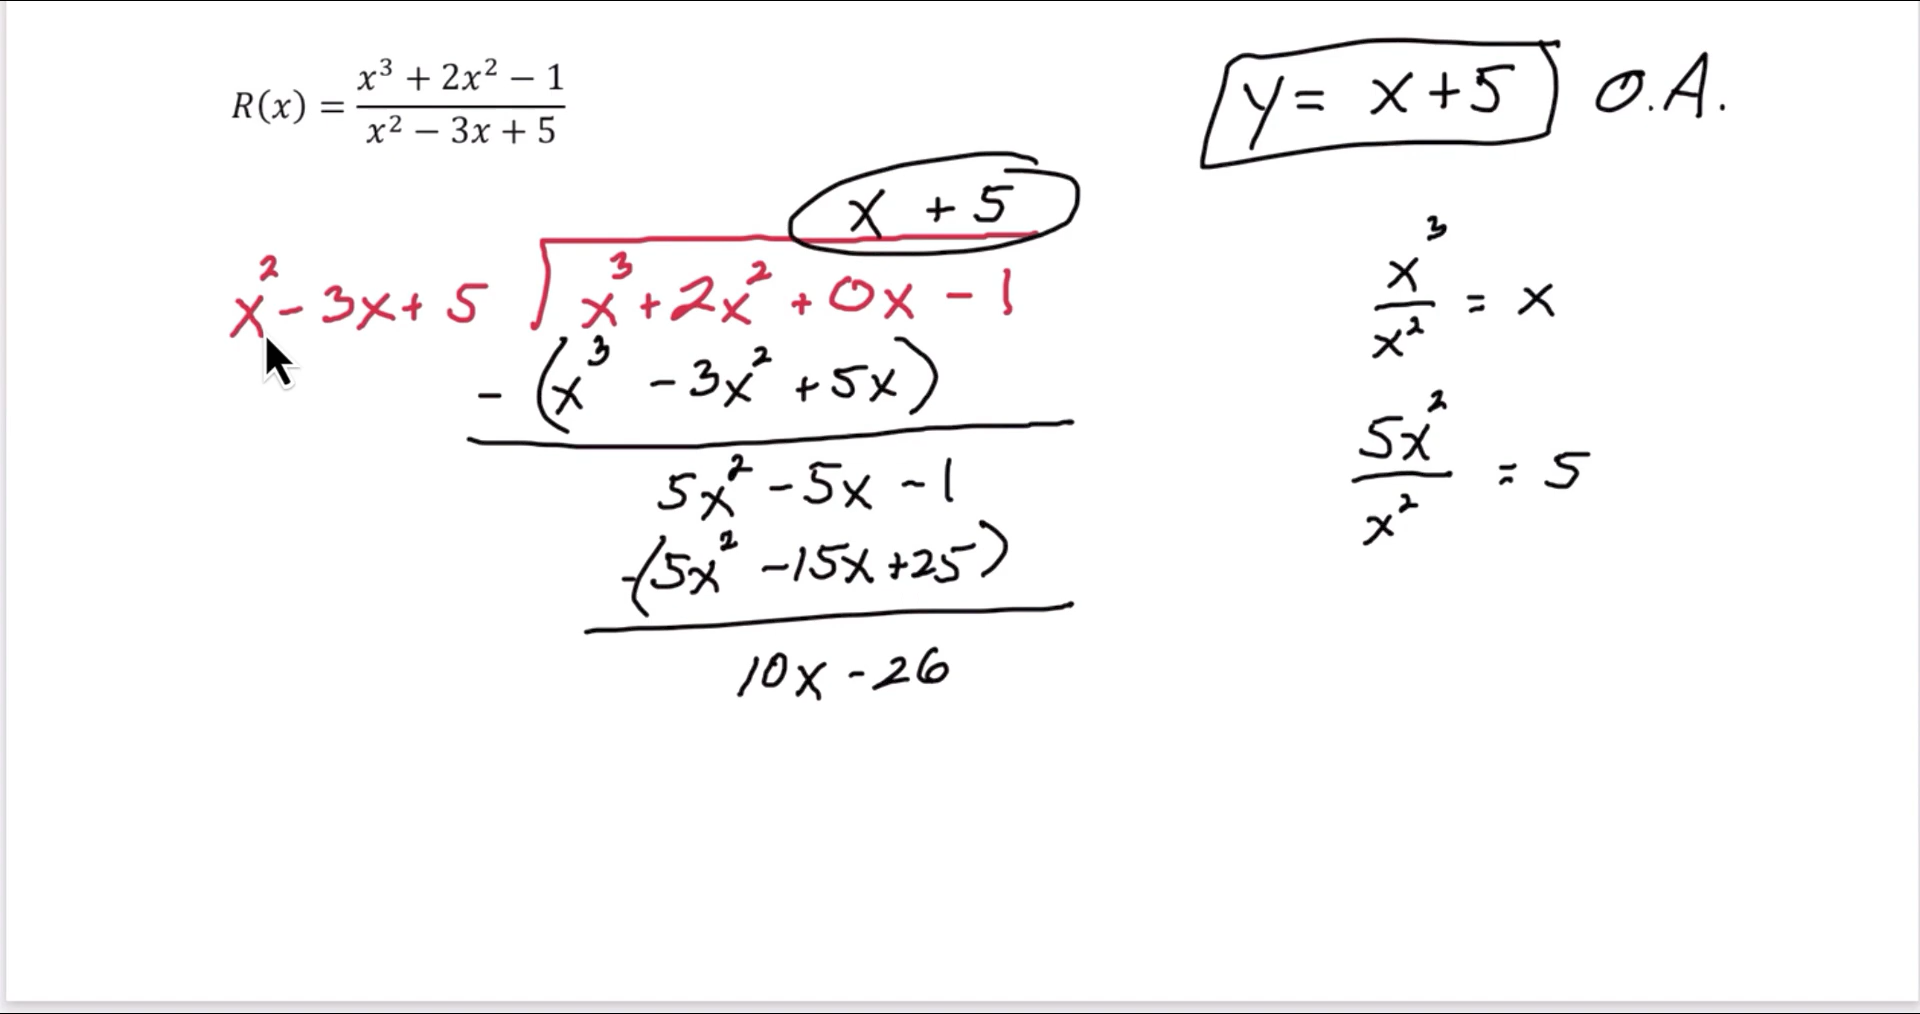 R(x) = (x³ + 2x² − 1)/(x² − 3x + 5)
y = x + 5 O.A.
x + 5
x² − 3x + 5 x³ + 2x² + 0x − 1
− (x³ − 3x² + 5x)
5x² − 5x − 1
−(5x² − 15x + 25)
10x − 26
x³/x² = x
5x²/x² = 5